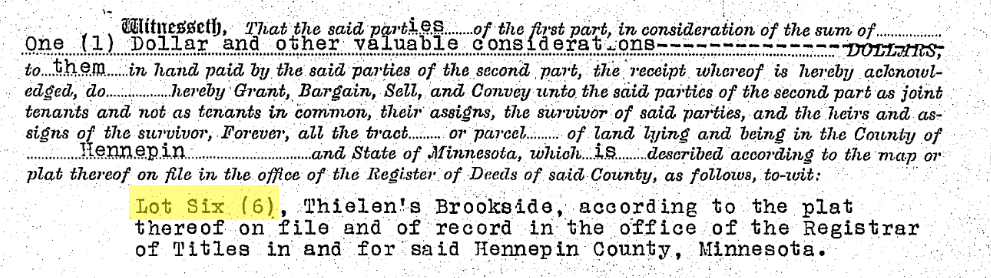 Witnesseth, That the said parties......of the first part, in consideration of the sum of..................
One (1) Dollar and other valuable considerations----------------DOLLARS,
to...them.....in hand paid by the said parties of the second part, the receipt whereof is hereby acknowl-
edged, do...............hereby Grant, Bargain, Sell, and Convey unto the said parties of the second part as joint
tenants and not as tenants in common, their assigns, the survivor of said parties, and the heirs and as-
signs of the survivor, Forever, all the tract........ or parcel........ of land lying and being in the County of
............Hennepin............................and State of Minnesota, which...is.......described according to the map or
plat thereof on file in the office of the Register of Deeds of said County, as follows, to-wit:
Lot Six (6), Thielen's Brookside, according to the plat
thereof on file and of record in the office of the Registrar
of Titles in and for said Hennepin County, Minnesota.